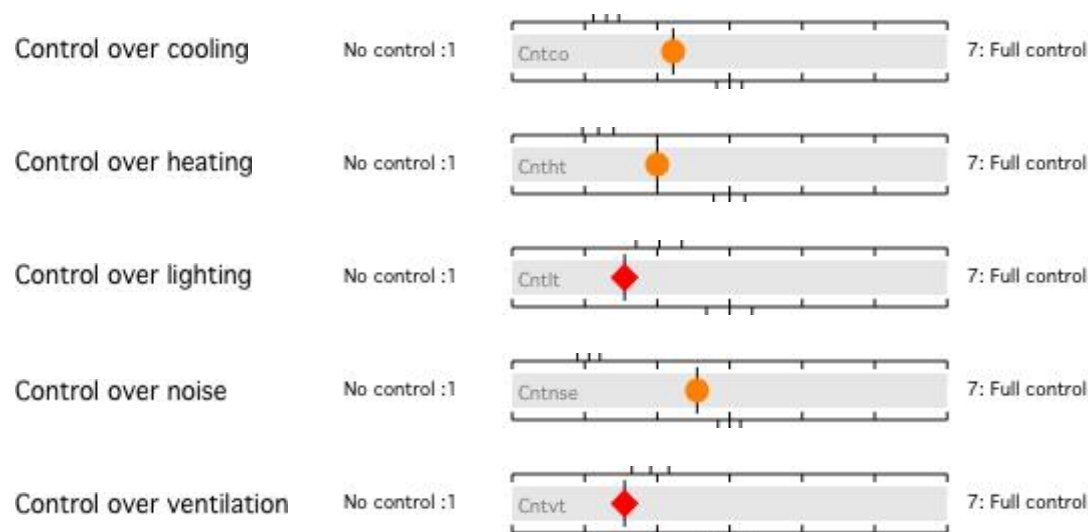 Control over cooling No control :1 Cntco 7: Full control
Control over heating No control :1 Cntht 7: Full control
Control over lighting No control :1 Cntlt 7: Full control
Control over noise No control :1 Cntnse 7: Full control
Control over ventilation No control :1 Cntvt 7: Full control